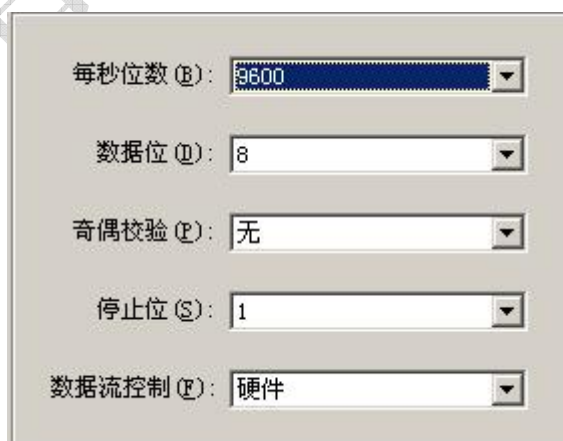 每秒位数(B): 9600
数据位(D): 8
奇偶校验(P): 无
停止位(S): 1
数据流控制(F): 硬件